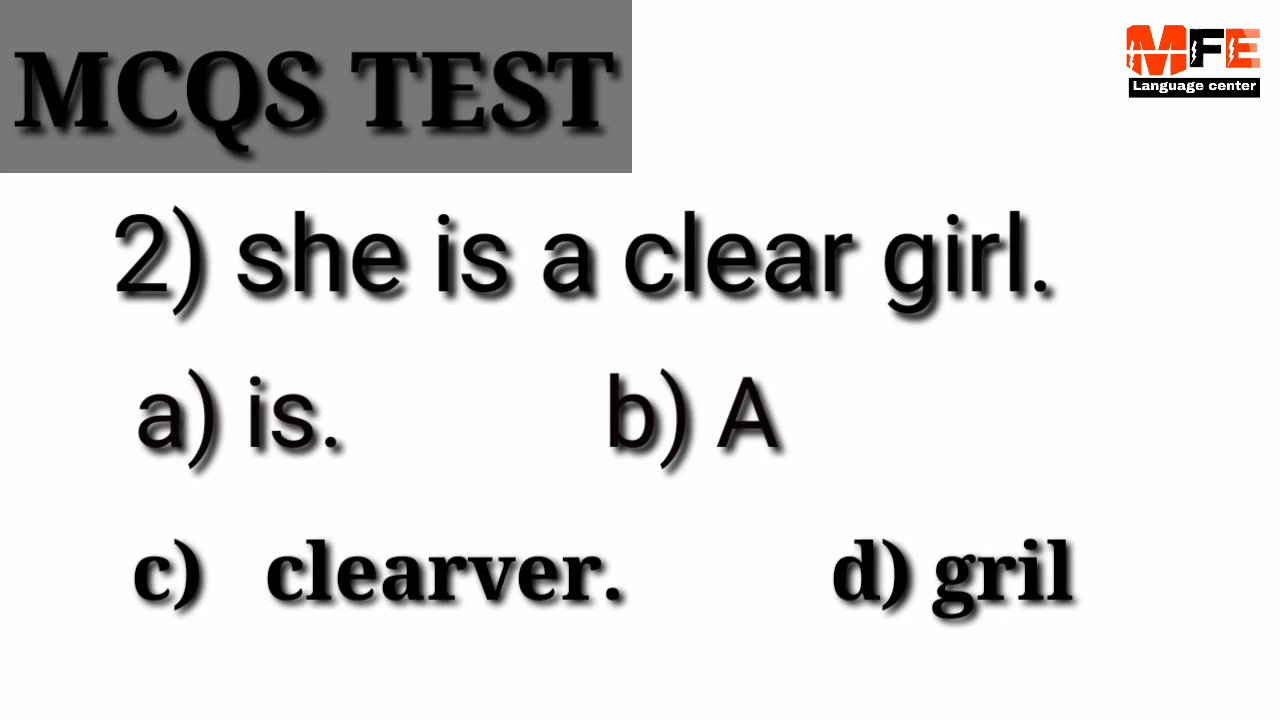 MCQS TEST
MFE
Language center
2) she is a clear girl.
a) is. b) A
c) clearver. d) gril